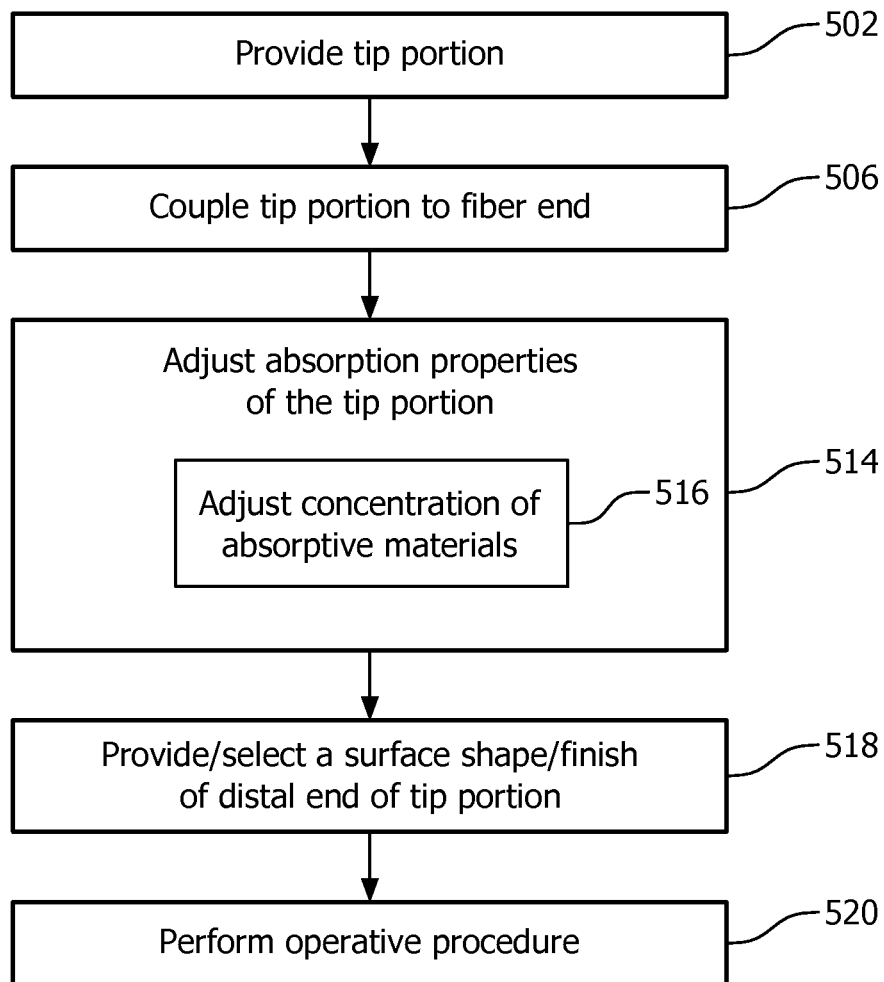 Provide tip portion
502
Couple tip portion to fiber end
506
Adjust absorption properties
of the tip portion
514
Adjust concentration of
absorptive materials
516
Provide/select a surface shape/finish
of distal end of tip portion
518
Perform operative procedure
520